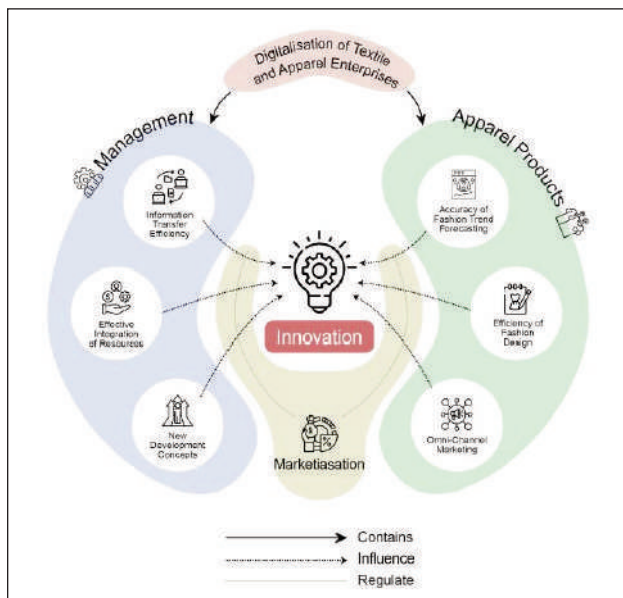 Digitalisation of Textile
and Apparel Enterprises
Management
Apparel Products
Information
Transfer
Efficiency
Accuracy of
Fashion Trend
Forecasting
Effective
Integration
of Resources
Innovation
Efficiency of
Fashion
Design
New
Development
Concepts
Marketiasation
Omni-Channel
Marketing
Contains
Influence
Regulate